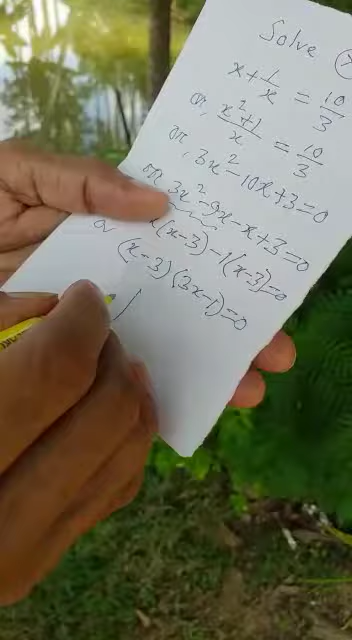 Solve
x + 1/x = 10/3
or, x²+1/x = 10/3
or, 3x²-10x+3=0
or, 3x²-9x-x+3=0
(x-3)-1(x-3)=0
or (x-3)(3x-1)=0